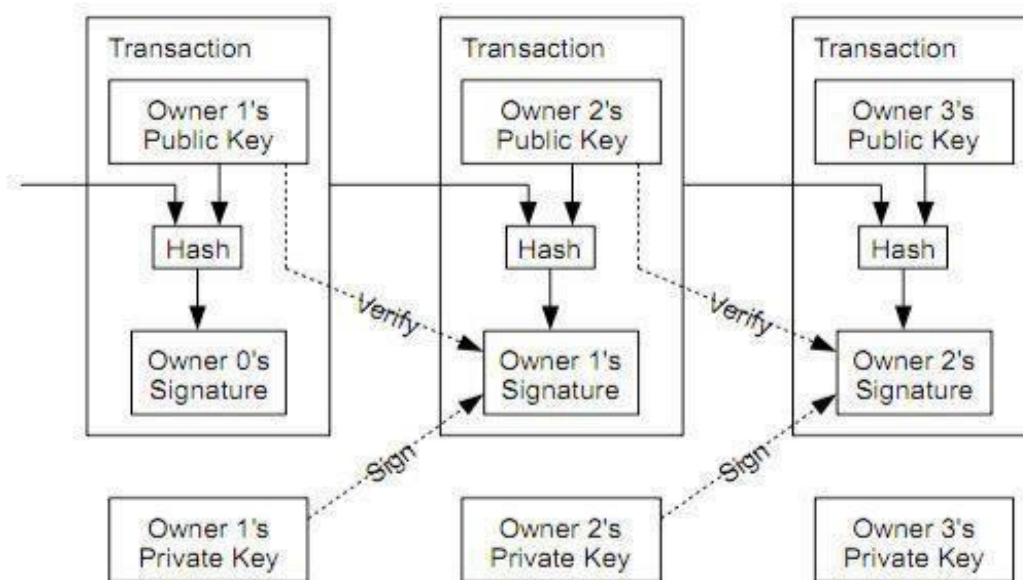 Transaction
Transaction
Transaction
Owner 1's
Public Key
Owner 2's
Public Key
Owner 3's
Public Key
Hash
Hash
Hash
Verify
Verify
Owner 0's
Signature
Owner 1's
Signature
Owner 2's
Signature
Sign
Sign
Owner 1's
Private Key
Owner 2's
Private Key
Owner 3's
Private Key